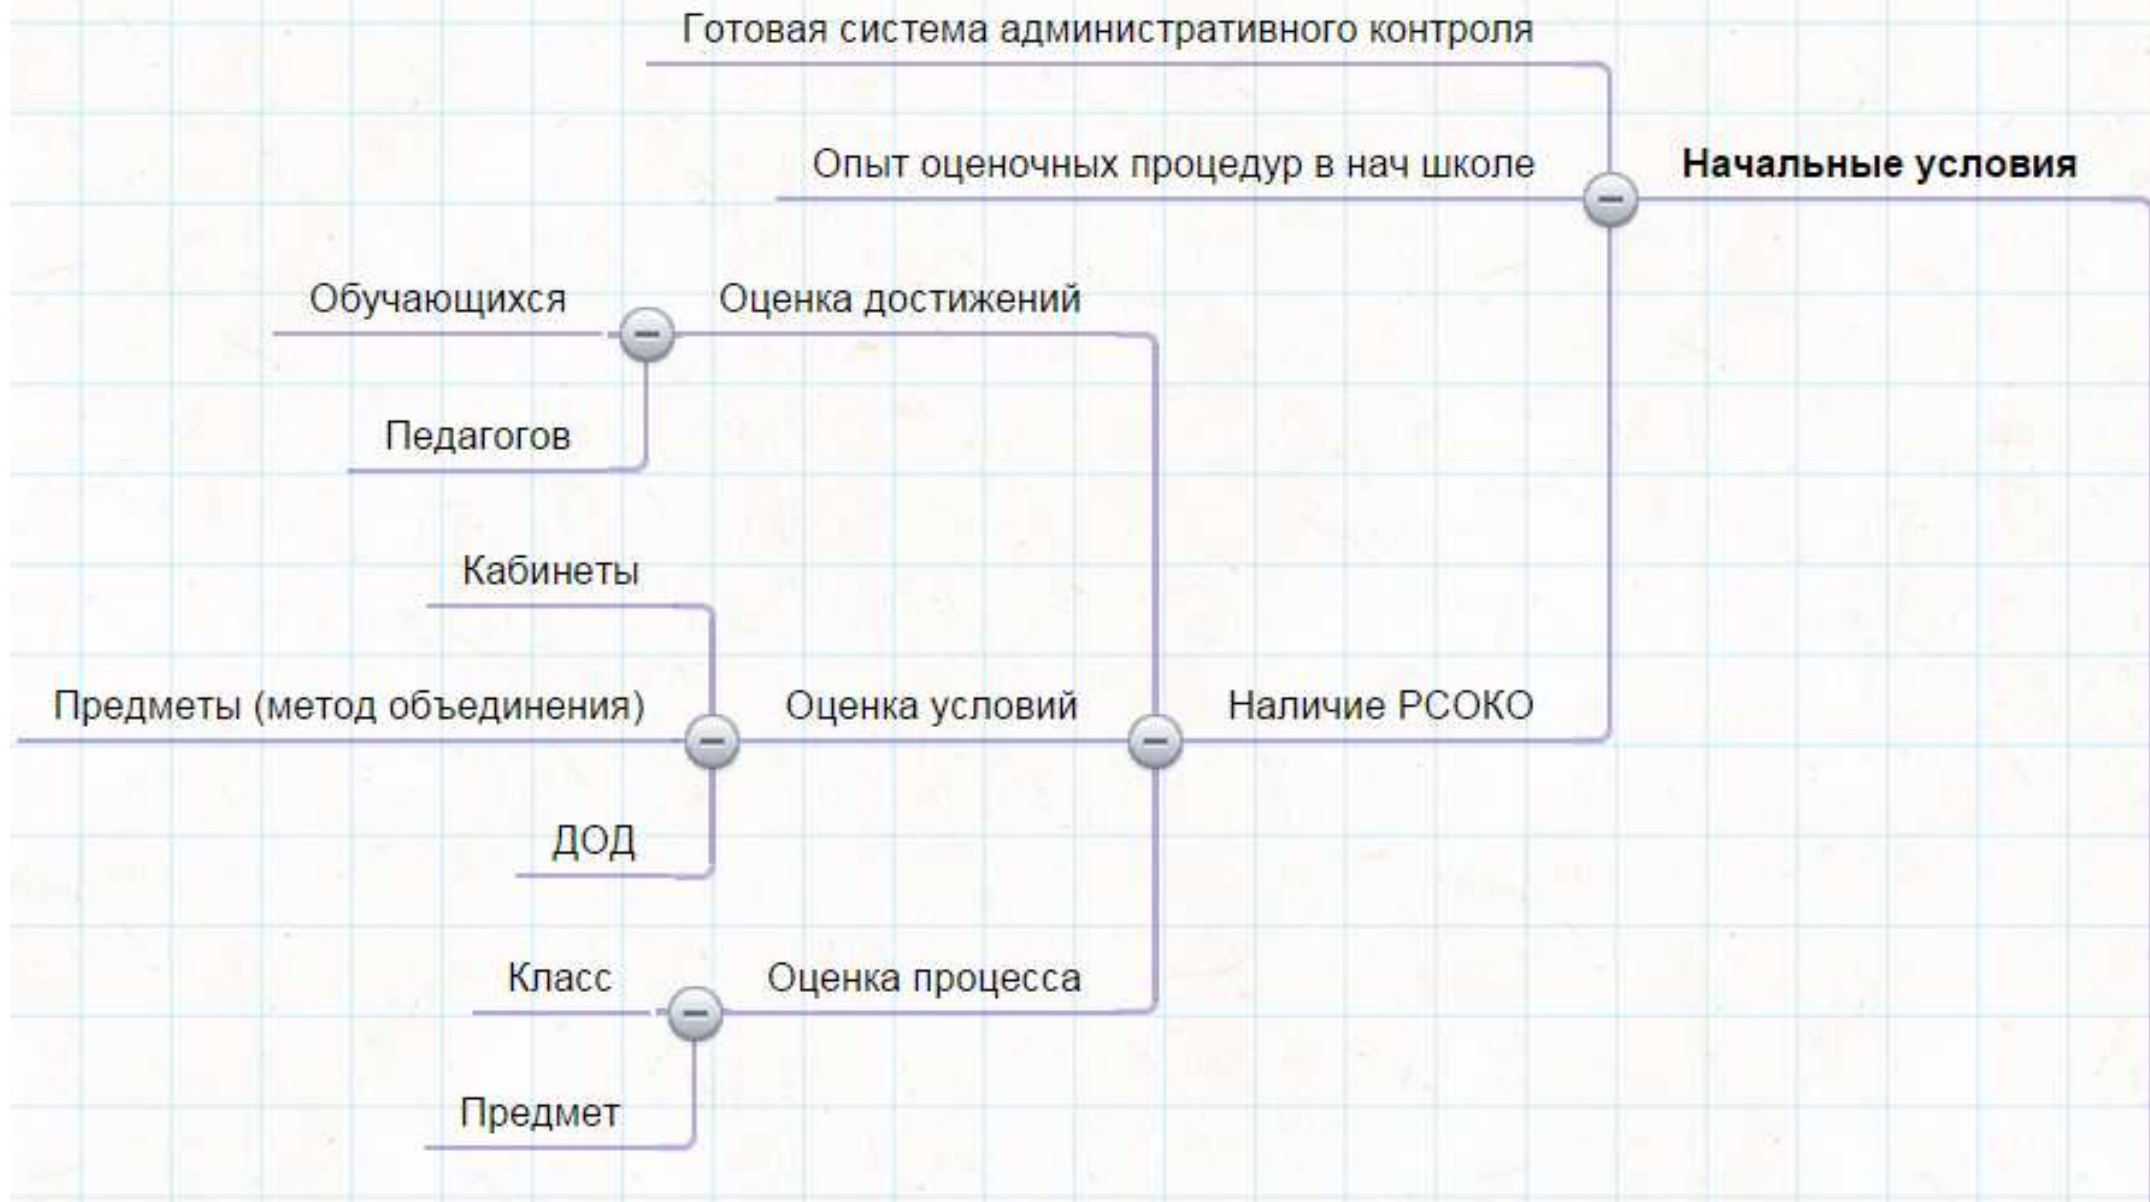 Готовая система административного контроля
Опыт оценочных процедур в нач школе
Начальные условия
Обучающихся
Оценка достижений
Педагогов
Кабинеты
Предметы (метод объединения)
Оценка условий
Наличие РСОКО
ДОД
Класс
Оценка процесса
Предмет